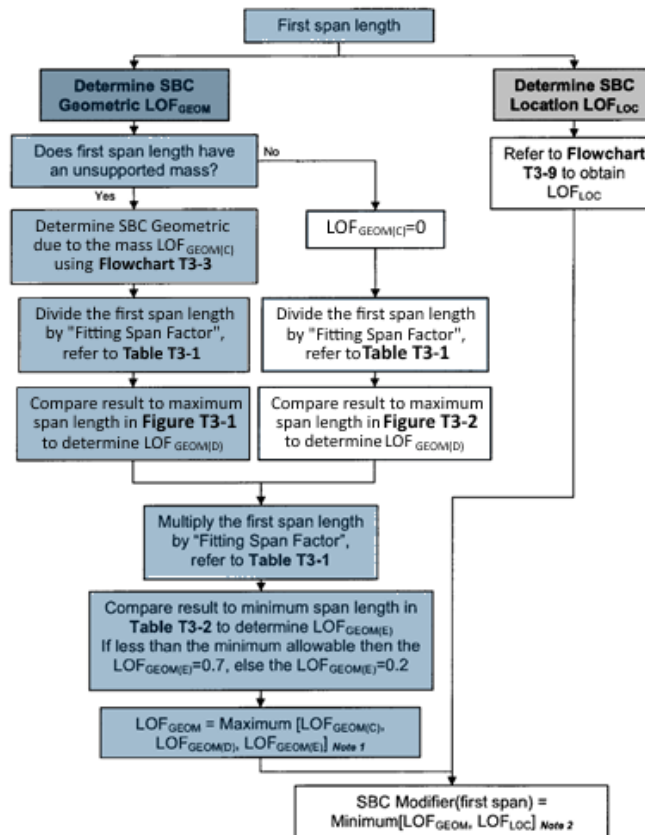 First span length
Determine SBC
Geometric LOFGEOM
Determine SBC
Location LOFLOC
Does first span length have
an unsupported mass?
No
Yes
Refer to Flowchart
T3-9 to obtain
LOFLOC
Determine SBC Geometric
due to the mass LOFGEOM(C)
using Flowchart T3-3
LOFGEOM(C)=0
Divide the first span length
by "Fitting Span Factor",
refer to Table T3-1
Divide the first span length
by "Fitting Span Factor",
refer to Table T3-1
Compare result to maximum
span length in Figure T3-1
to determine LOFGEOM(D)
Compare result to maximum
span length in Figure T3-2
to determine LOFGEOM(D)
Multiply the first span length
by "Fitting Span Factor",
refer to Table T3-1
Compare result to minimum span length in
Table T3-2 to determine LOFGEOM(E)
If less than the minimum allowable then the
LOFGEOM(E)=0.7, else the LOFGEOM(E)=0.2
LOFGEOM = Maximum [LOFGEOM(C),
LOFGEOM(D), LOFGEOM(E)] Note 1
SBC Modifier(first span) =
Minimum[LOFGEOM, LOFLOC] Note 2